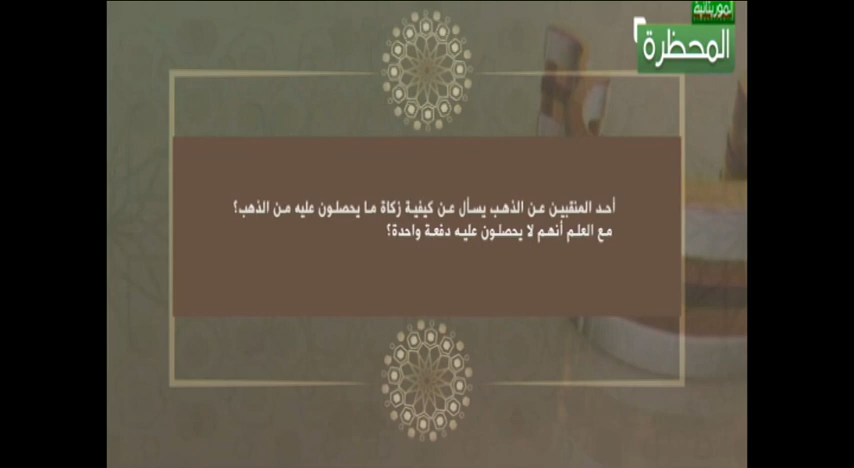 الموريتانية
المحظرة
أحد المنقبين عن الذهب يسأل عن كيفية زكاة ما يحصلون عليه من الذهب؟
مع العلم أنهم لا يحصلون عليه دفعة واحدة؟